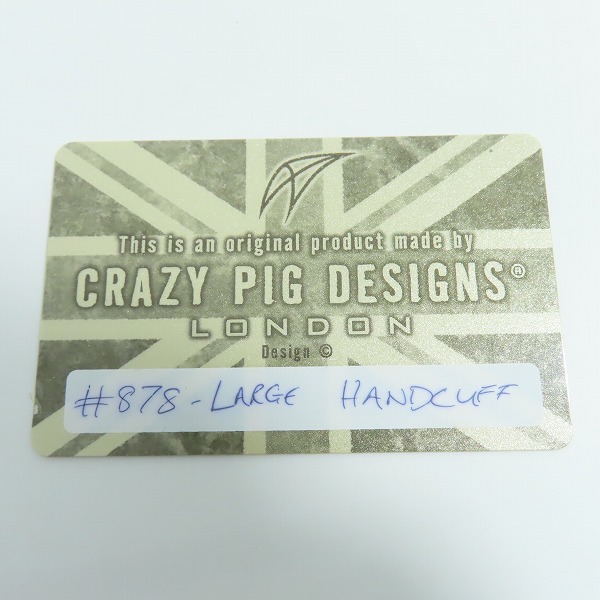 This is an original product made by
CRAZY PIG DESIGNS®
LONDON
Design ©
#878 - LARGE HANDCUFF